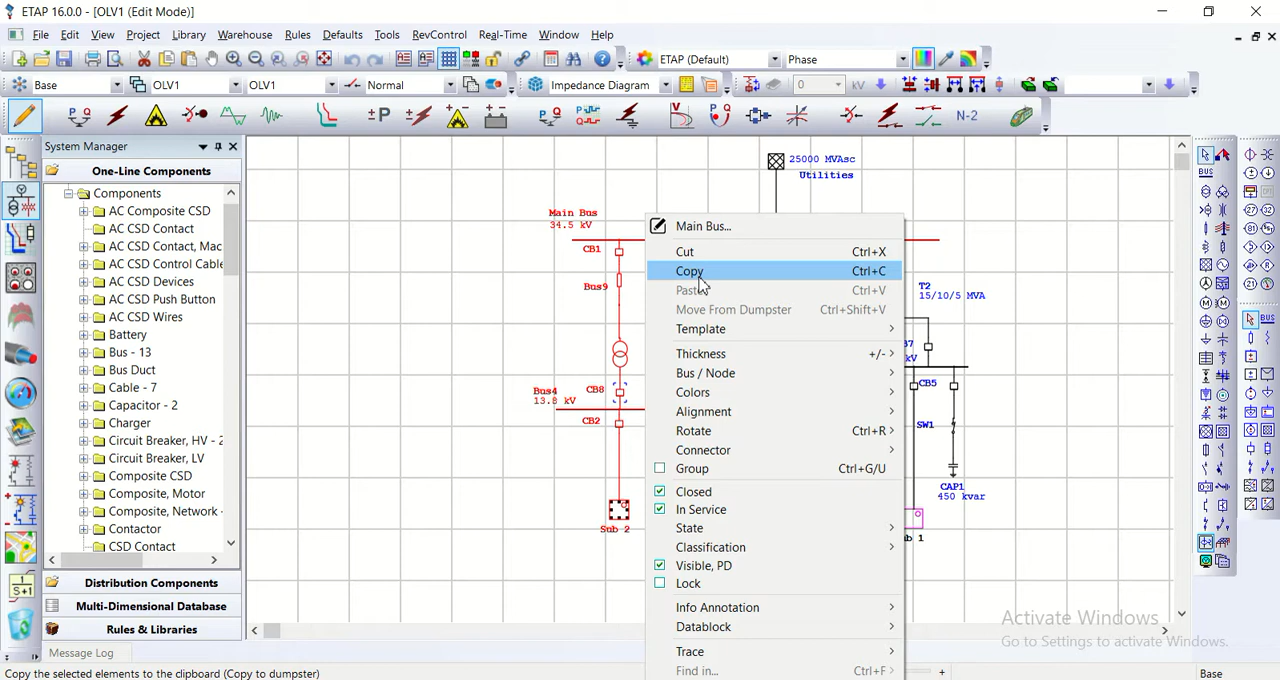 ETAP 16.0.0 - [OLV1 (Edit Mode)]
File Edit View Project Library Warehouse Rules Defaults Tools RevControl Real-Time Window Help
ETAP (Default) Phase
Base OLV1 OLV1 Normal Impedance Diagram 0 kV
P,Q P P,Q V P Q N-2
System Manager
One-Line Components
Components
AC Composite CSD
AC CSD Contact
AC CSD Contact, Mac
AC CSD Control Cable
AC CSD Devices
AC CSD Push Button
AC CSD Wires
Battery
Bus - 13
Bus Duct
Cable - 7
Capacitor - 2
Charger
Circuit Breaker, HV - 2
Circuit Breaker, LV
Composite CSD
Composite, Motor
Composite, Network -
Contactor
CSD Contact
Distribution Components
Multi-Dimensional Database
Rules & Libraries
Message Log
Copy the selected elements to the clipboard (Copy to dumpster)
25000 MVAsc
Utilities
Main Bus
34.5 kV
CB1
Bus9
Bus4
13.8 kV
CB8
CB2
Sub 2
Main Bus...
Cut Ctrl+X
Copy Ctrl+C
Paste Ctrl+V
Move From Dumpster Ctrl+Shift+V
Template
Thickness +/-
Bus / Node
Colors
Alignment
Rotate Ctrl+R
Connector
Group Ctrl+G/U
Closed
In Service
State
Classification
Visible, PD
Lock
Info Annotation
Datablock
Trace
Find in... Ctrl+F
T2
15/10/5 MVA
87
kV
CB5
SW1
CAP1
450 kvar
b 1
BUS
BUS
Activate Windows
Go to Settings to activate Windows.
Base